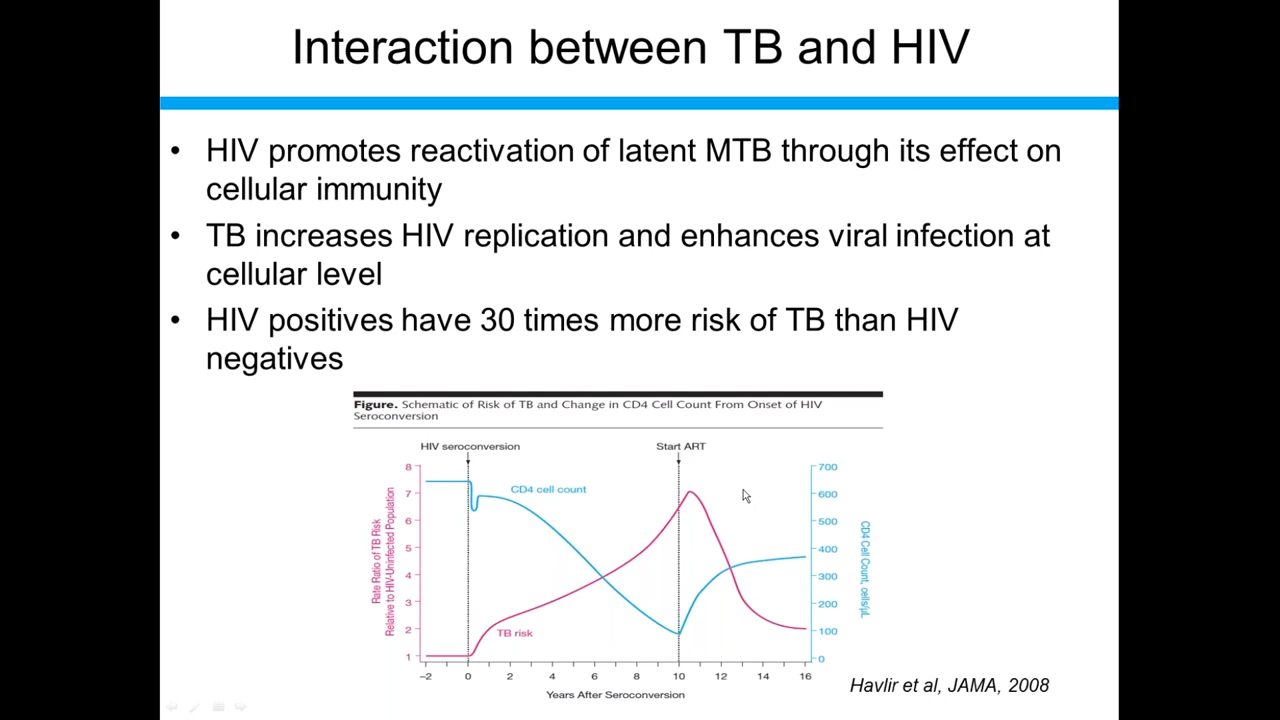 Interaction between TB and HIV
• HIV promotes reactivation of latent MTB through its effect on
cellular immunity
• TB increases HIV replication and enhances viral infection at
cellular level
• HIV positives have 30 times more risk of TB than HIV
negatives
Figure. Schematic of Risk of TB and Change in CD4 Cell Count From Onset of HIV
Seroconversion
HIV seroconversion
Start ART
8
7
6
5
4
3
2
1
Rate Ratio of TB Risk
Relative to HIV-Uninfected Population
CD4 cell count
TB risk
700
600
500
400
300
200
100
0
CD4 Cell Count, cells/µL
–2 0 2 4 6 8 10 12 14 16
Years After Seroconversion
Havlir et al, JAMA, 2008